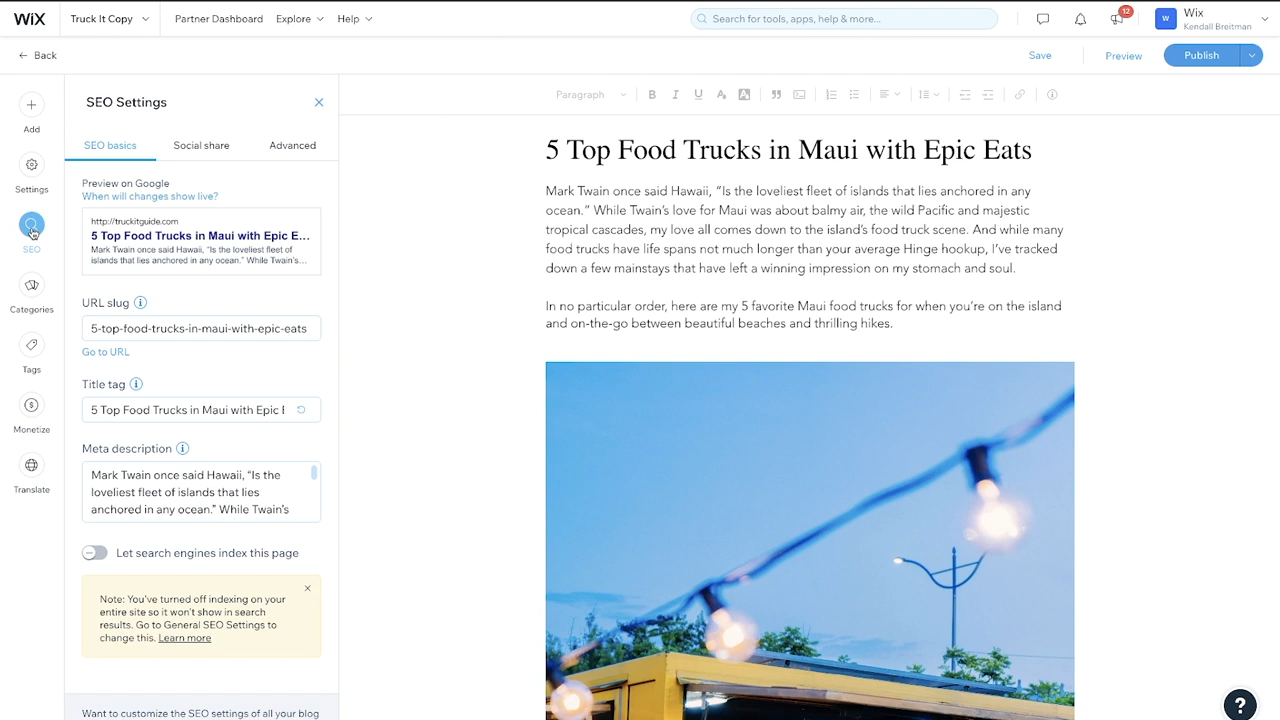 WiX
Truck It Copy
Partner Dashboard
Explore
Help
Search for tools, apps, help & more...
12
W
Wix
Kendall Breitman
Back
Save
Preview
Publish
Add
Settings
SEO
Categories
Tags
Monetize
Translate
SEO Settings
SEO basics
Social share
Advanced
Preview on Google
When will changes show live?
http://truckitguide.com
5 Top Food Trucks in Maui with Epic E...
Mark Twain once said Hawaii, “Is the loveliest fleet of
islands that lies anchored in any ocean.” While Twain's...
URL slug
5-top-food-trucks-in-maui-with-epic-eats
Go to URL
Title tag
5 Top Food Trucks in Maui with Epic
Meta description
Mark Twain once said Hawaii, “Is the
loveliest fleet of islands that lies
anchored in any ocean.” While Twain's
Let search engines index this page
Note: You've turned off indexing on your
entire site so it won't show in search
results. Go to General SEO Settings to
change this. Learn more
Want to customize the SEO settings of all your blog
Paragraph
B
I
U
A
A
5 Top Food Trucks in Maui with Epic Eats
Mark Twain once said Hawaii, “Is the loveliest fleet of islands that lies anchored in any
ocean.” While Twain's love for Maui was about balmy air, the wild Pacific and majestic
tropical cascades, my love all comes down to the island's food truck scene. And while many
food trucks have life spans not much longer than your average Hinge hookup, I've tracked
down a few mainstays that have left a winning impression on my stomach and soul.
In no particular order, here are my 5 favorite Maui food trucks for when you're on the island
and on-the-go between beautiful beaches and thrilling hikes.
?